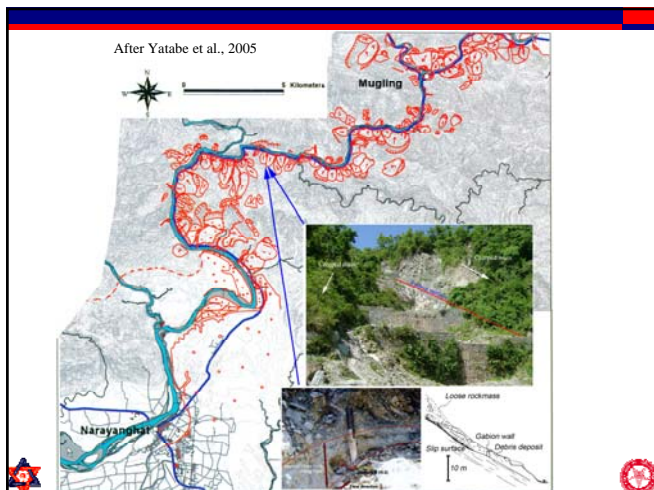 After Yatabe et al., 2005
N
W
E
S
0
5 Kilometers
Mugling
Narayanghat
Loose rockmass
Gabion wall
Debris deposit
Slip surface
10 m